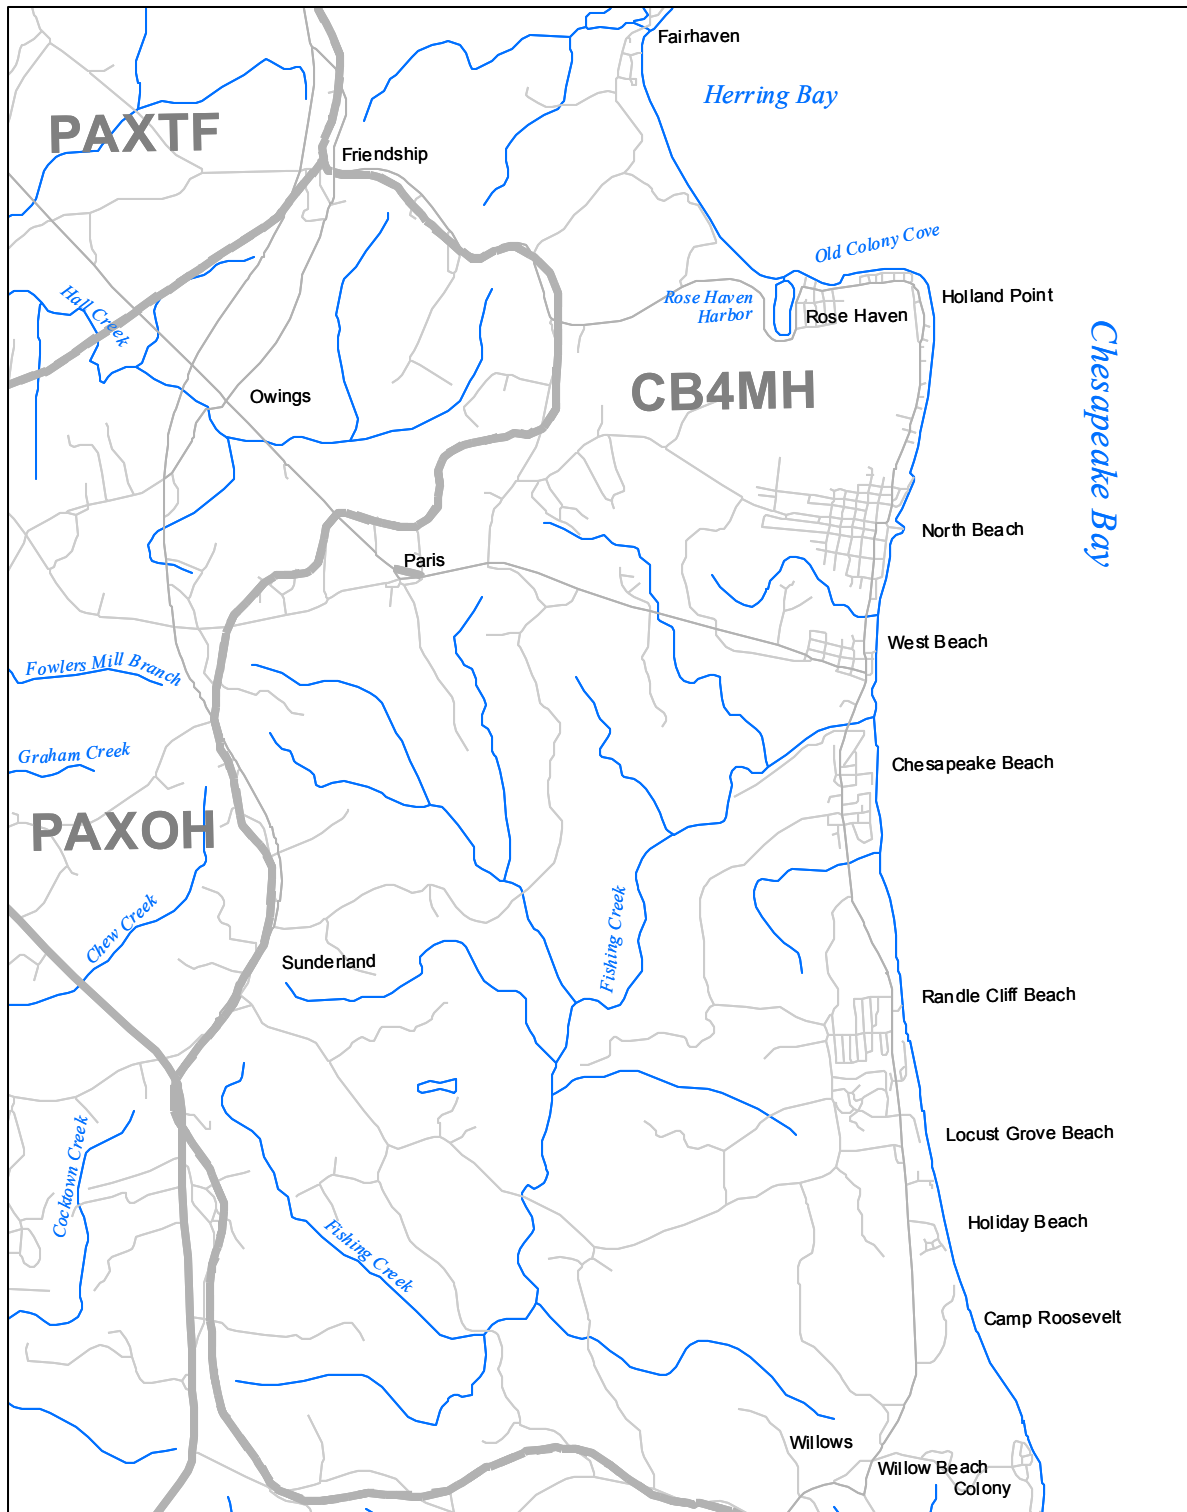 Fairhaven
Herring Bay
PAXTF
Friendship
Old Colony Cove
Hall Creek
Rose Haven
Harbor
Holland Point
Rose Haven
Chesapeake Bay
CB4MH
Owings
North Beach
Paris
West Beach
Fowlers Mill Branch
Graham Creek
Chesapeake Beach
PAXOH
Chew Creek
Fishing Creek
Sunderland
Randle Cliff Beach
Locust Grove Beach
Cocktown Creek
Holiday Beach
Fishing Creek
Camp Roosevelt
Willows
Willow Beach
Colony